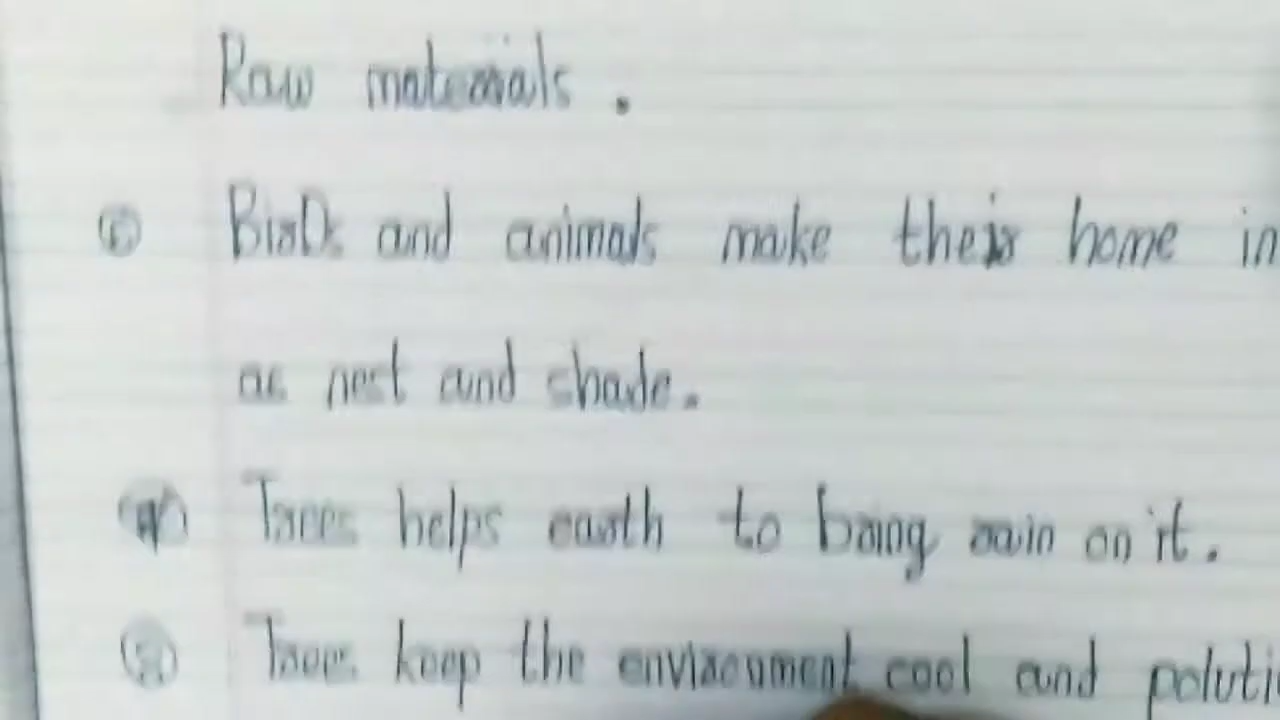 Raw materials.
Birds and animals make their home in
as nest and shade.
Trees helps earth to bring rain on it.
Trees keep the environment cool and poluti